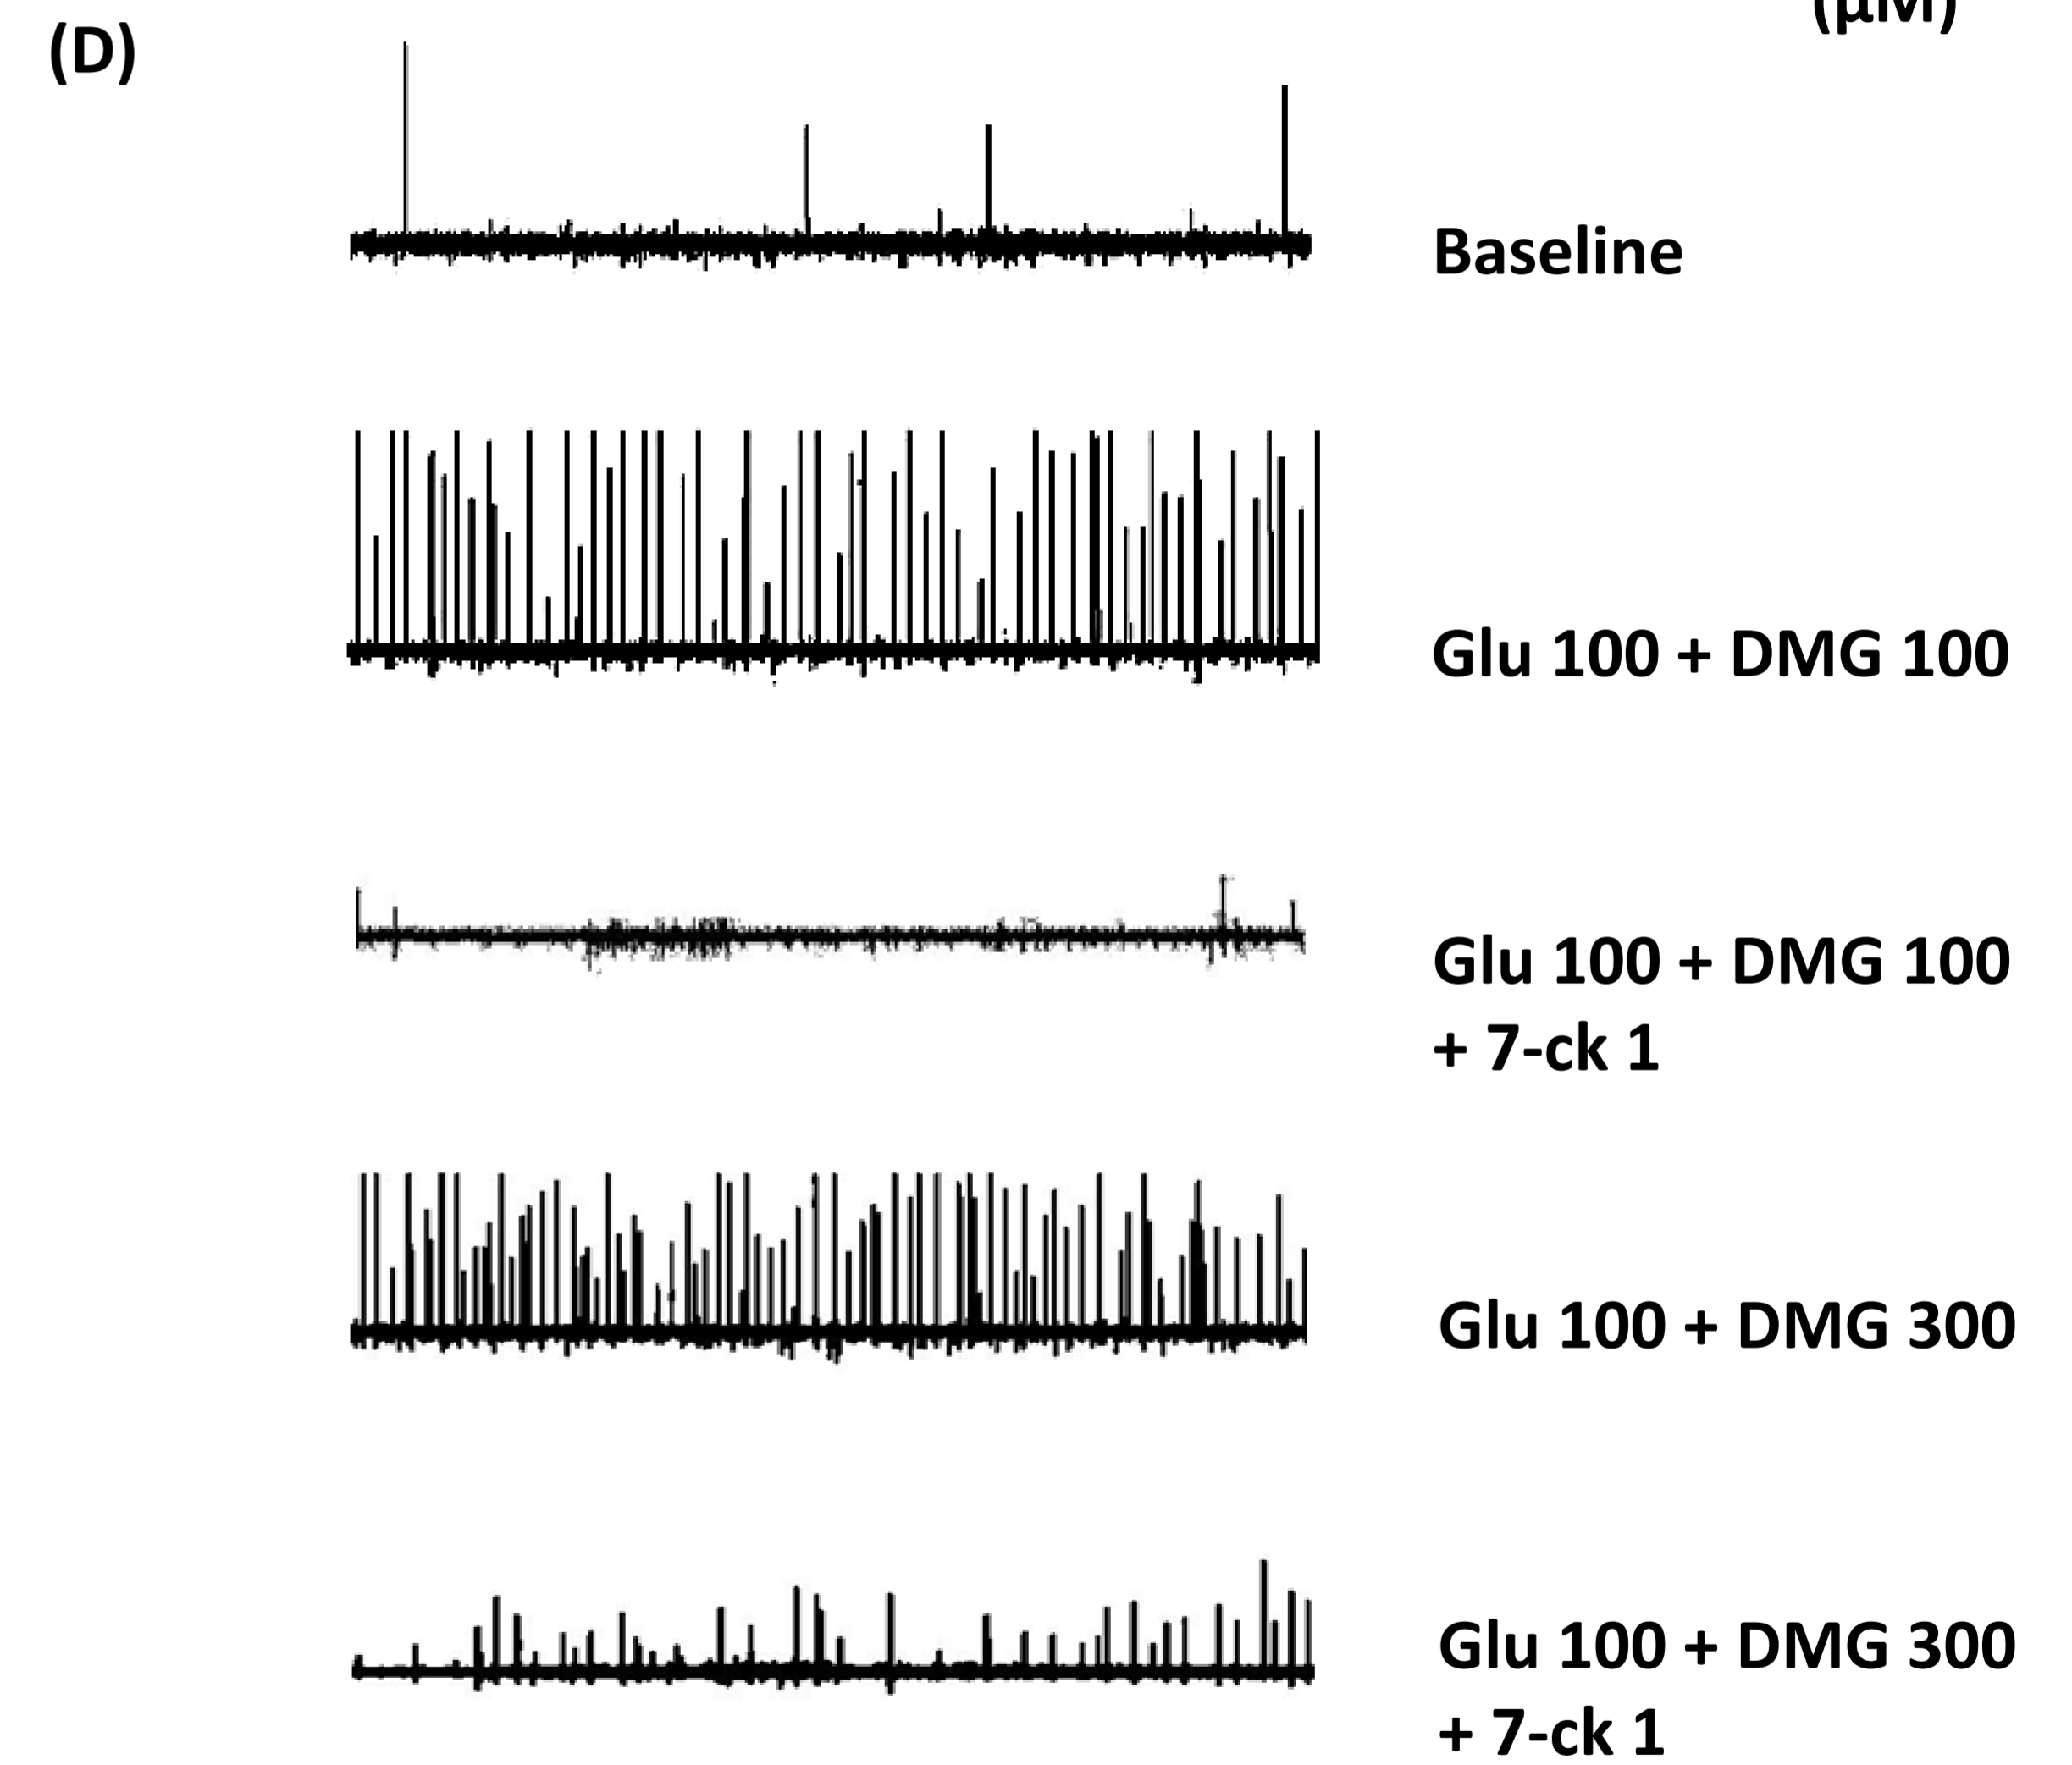 (µM)
(D)
Baseline
Glu 100 + DMG 100
Glu 100 + DMG 100
+ 7-ck 1
Glu 100 + DMG 300
Glu 100 + DMG 300
+ 7-ck 1